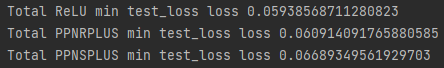 Total ReLU min test_loss loss 0.05938568711280823
Total PPNRPLUS min test_loss loss 0.060914091765880585
Total PPNSPLUS min test_loss loss 0.06689349561929703